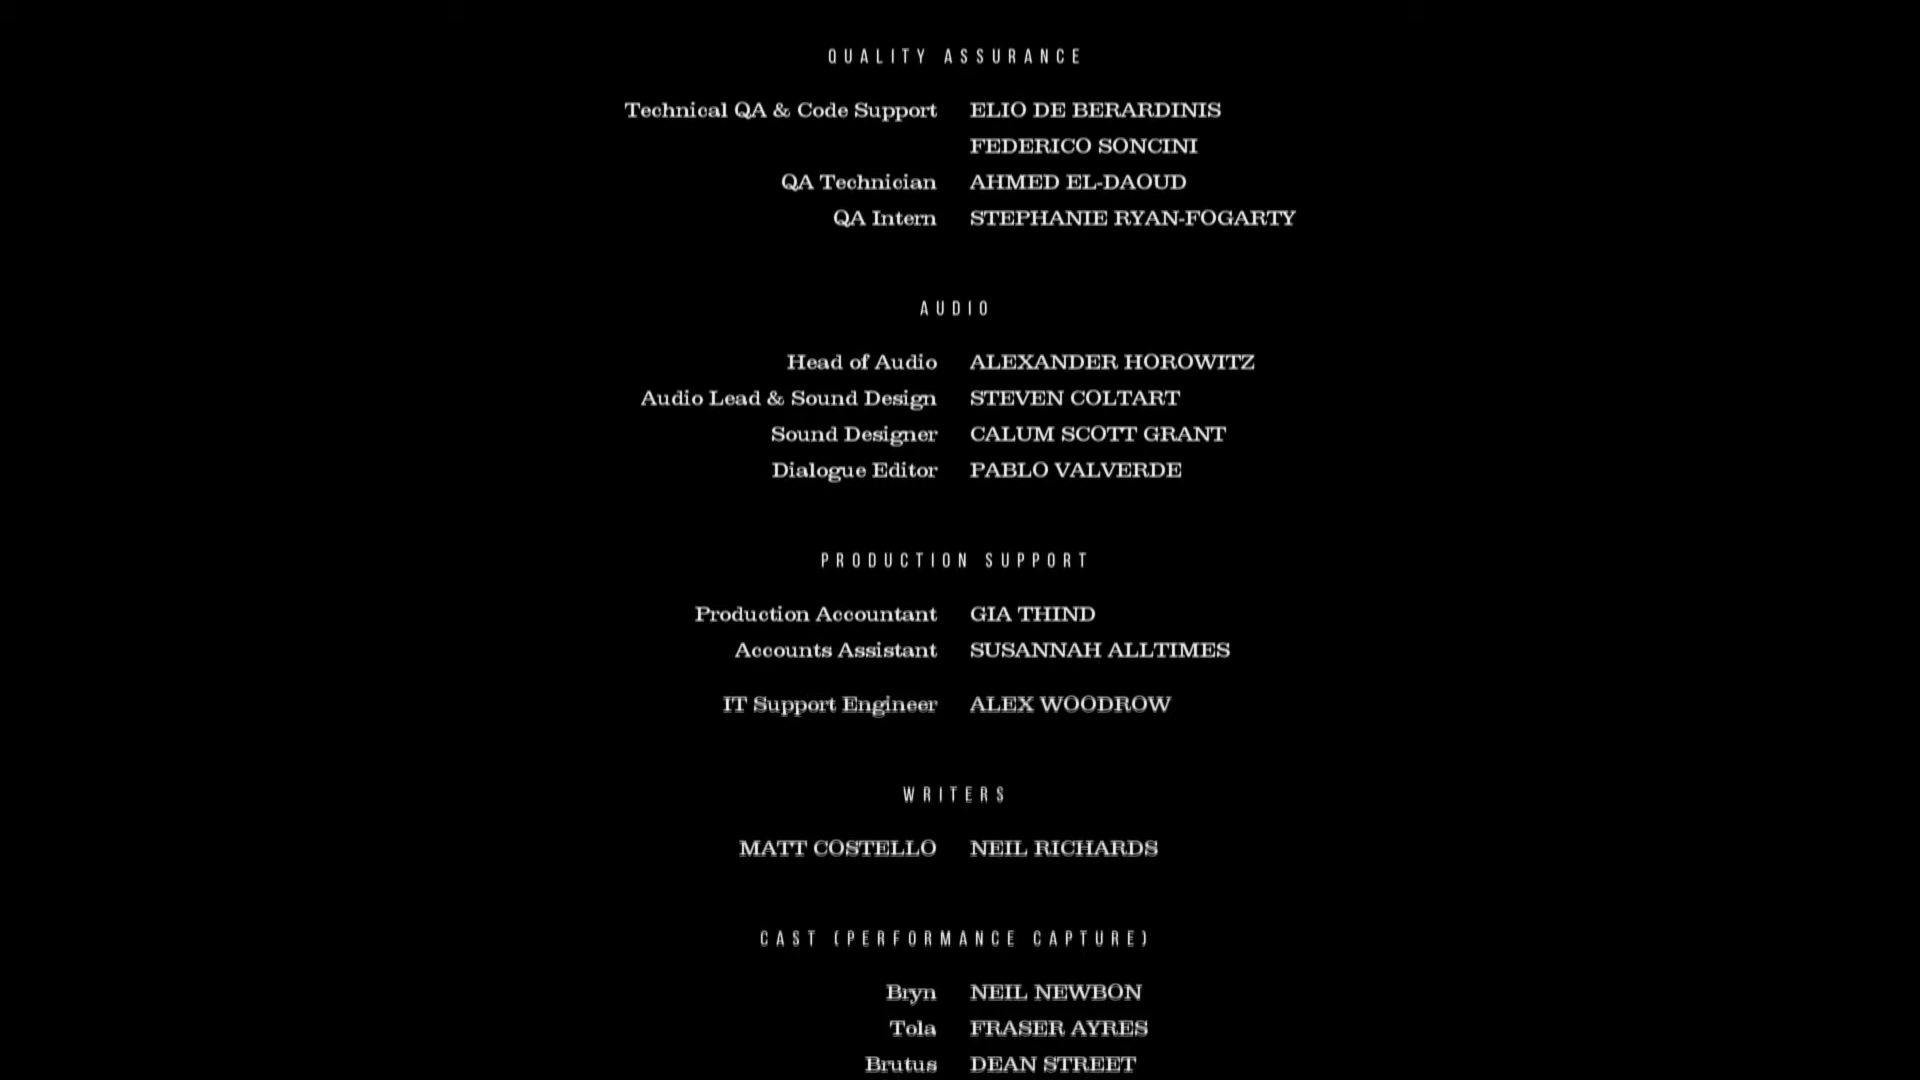 QUALITY ASSURANCE
Technical QA & Code Support ELIO DE BERARDINIS
FEDERICO SONCINI
QA Technician AHMED EL-DAOUD
QA Intern STEPHANIE RYAN-FOGARTY
AUDIO
Head of Audio ALEXANDER HOROWITZ
Audio Lead & Sound Design STEVEN COLTART
Sound Designer CALUM SCOTT GRANT
Dialogue Editor PABLO VALVERDE
PRODUCTION SUPPORT
Production Accountant GIA THIND
Accounts Assistant SUSANNAH ALLTIMES
IT Support Engineer ALEX WOODROW
WRITERS
MATT COSTELLO NEIL RICHARDS
CAST (PERFORMANCE CAPTURE)
Bryn NEIL NEWBON
Tola FRASER AYRES
Brutus DEAN STREET